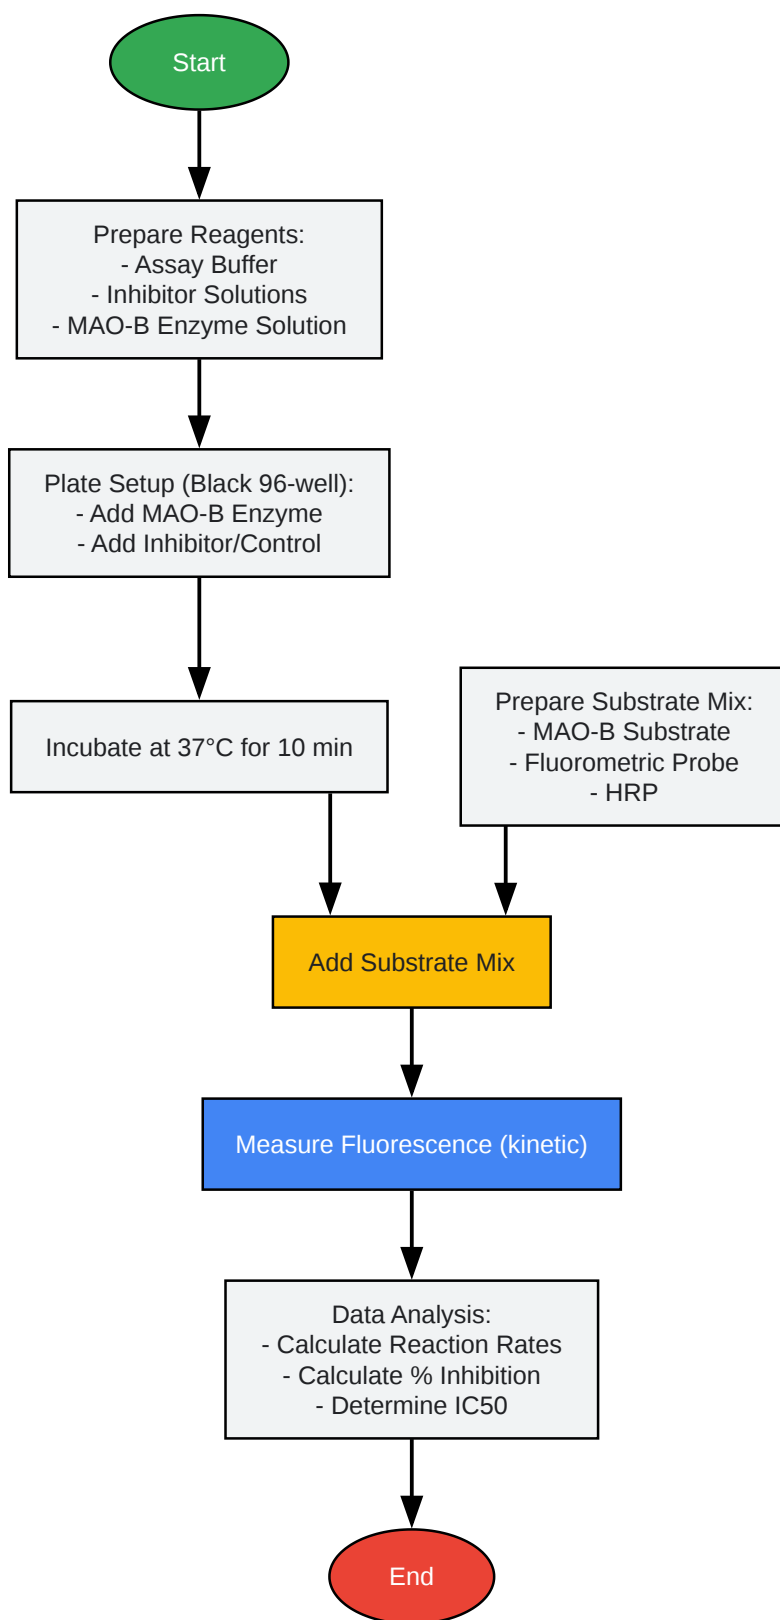 Start
Prepare Reagents:
- Assay Buffer
- Inhibitor Solutions
- MAO-B Enzyme Solution
Plate Setup (Black 96-well):
- Add MAO-B Enzyme
- Add Inhibitor/Control
Incubate at 37°C for 10 min
Prepare Substrate Mix:
- MAO-B Substrate
- Fluorometric Probe
- HRP
Add Substrate Mix
Measure Fluorescence (kinetic)
Data Analysis:
- Calculate Reaction Rates
- Calculate % Inhibition
- Determine IC50
End